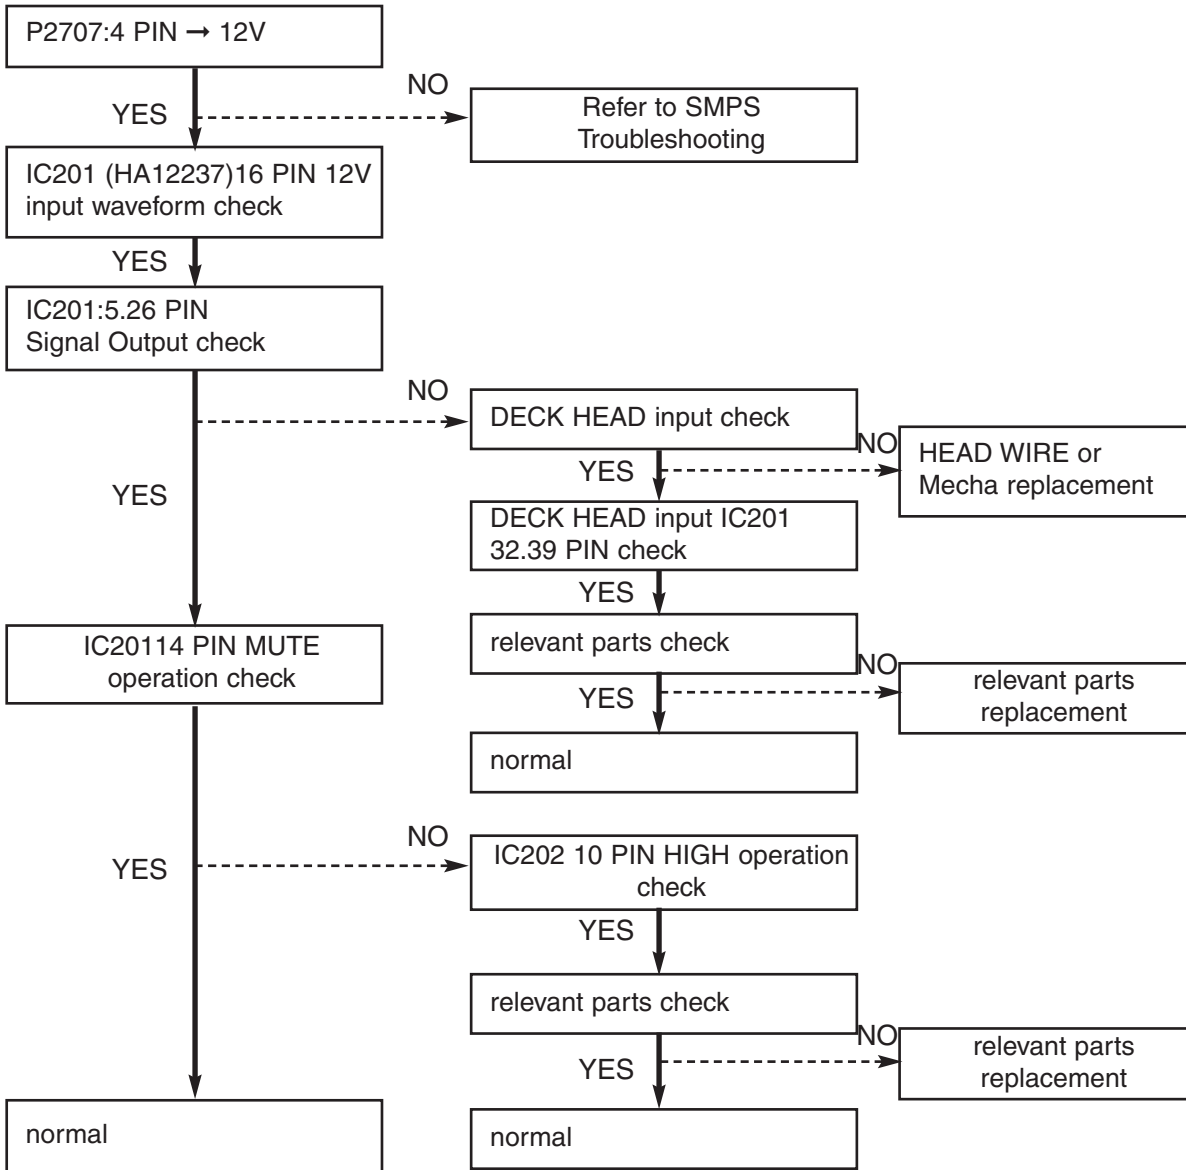 P2707:4 PIN ➞ 12V
NO
YES
Refer to SMPS
Troubleshooting
IC201 (HA12237)16 PIN 12V
input waveform check
YES
IC201:5.26 PIN
Signal Output check
NO
DECK HEAD input check
NO
YES
HEAD WIRE or
Mecha replacement
YES
DECK HEAD input IC201
32.39 PIN check
YES
IC20114 PIN MUTE
operation check
relevant parts check
NO
YES
relevant parts
replacement
normal
NO
YES
IC202 10 PIN HIGH operation
check
YES
relevant parts check
NO
YES
relevant parts
replacement
normal
normal